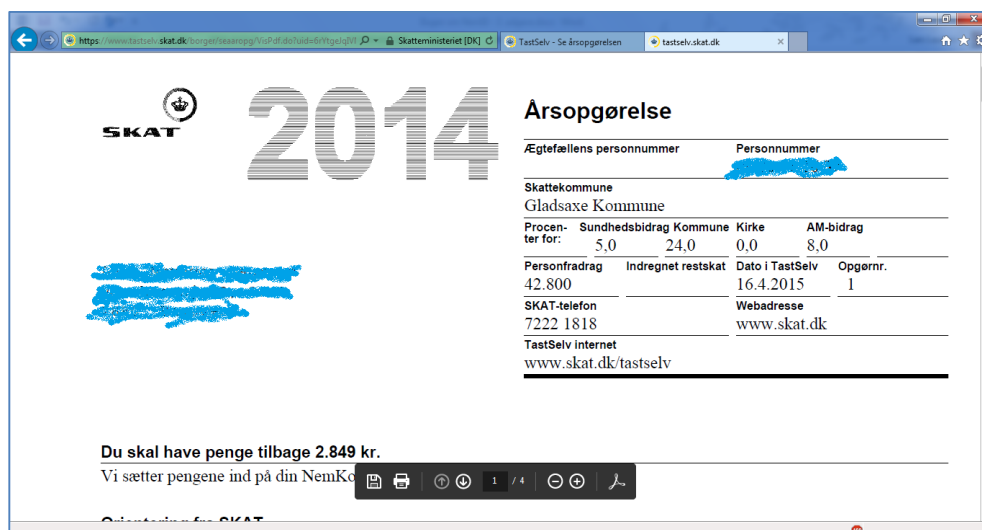 https://www.tastselv.skat.dk/borger/seaaropg/VisPdf.do?
Skatteministeriet [DK]
TastSelv - Se årsopgørelsen
tastselv.skat.dk
SKAT
2014
Årsopgørelse
Ægtefællens personnummer Personnummer
Skattekommune
Gladsaxe Kommune
Procen-
ter for:
Sundhedsbidrag Kommune Kirke AM-bidrag
5,0 24,0 0,0 8,0
Personfradrag Indregnet restskat Dato i TastSelv Opgørnr.
42.800 16.4.2015 1
SKAT-telefon Webadresse
7222 1818 www.skat.dk
TastSelv internet
www.skat.dk/tastselv
Du skal have penge tilbage 2.849 kr.
Vi sætter pengene ind på din NemKo
1 / 4
Orientering fra SKAT